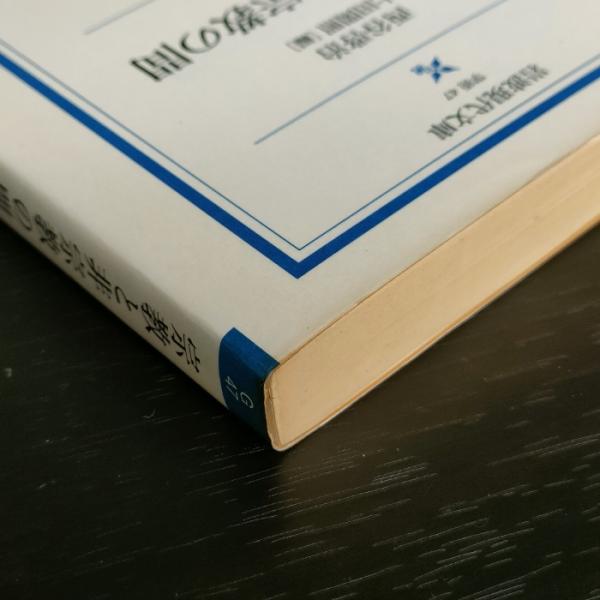 宗教の間
西谷啓治
上田閑照［編］
学術 47
岩波現代文庫
宗教と非宗教の間
G
47